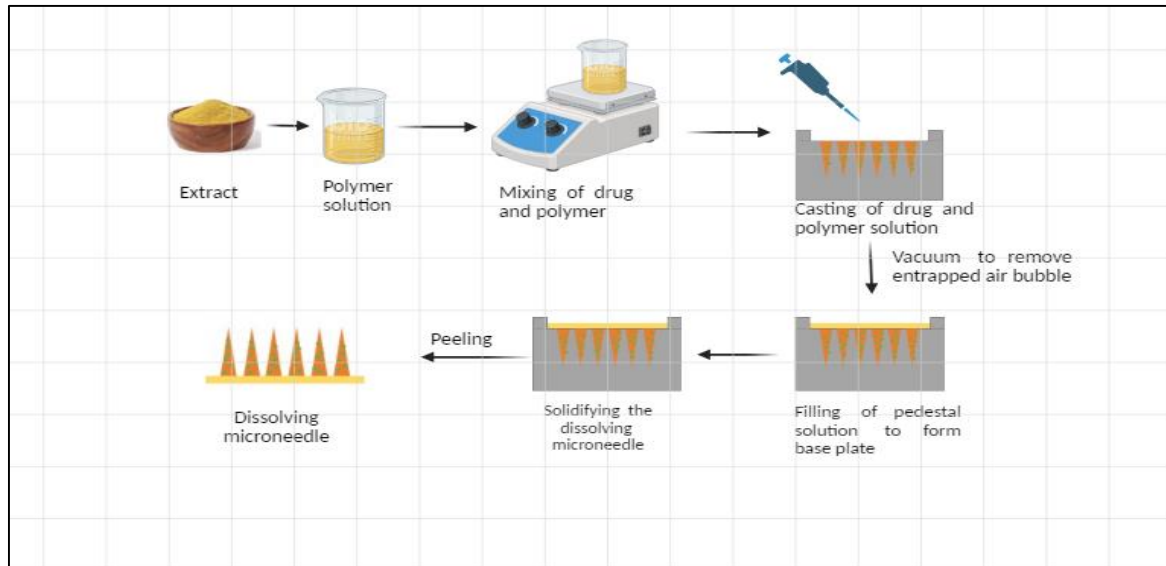 Extract
Polymer
solution
Mixing of drug
and polymer
Casting of drug and
polymer solution
Vacuum to remove
entrapped air bubble
Filling of pedestal
solution to form
base plate
Solidifying the
dissolving
microneedle
Peeling
Dissolving
microneedle